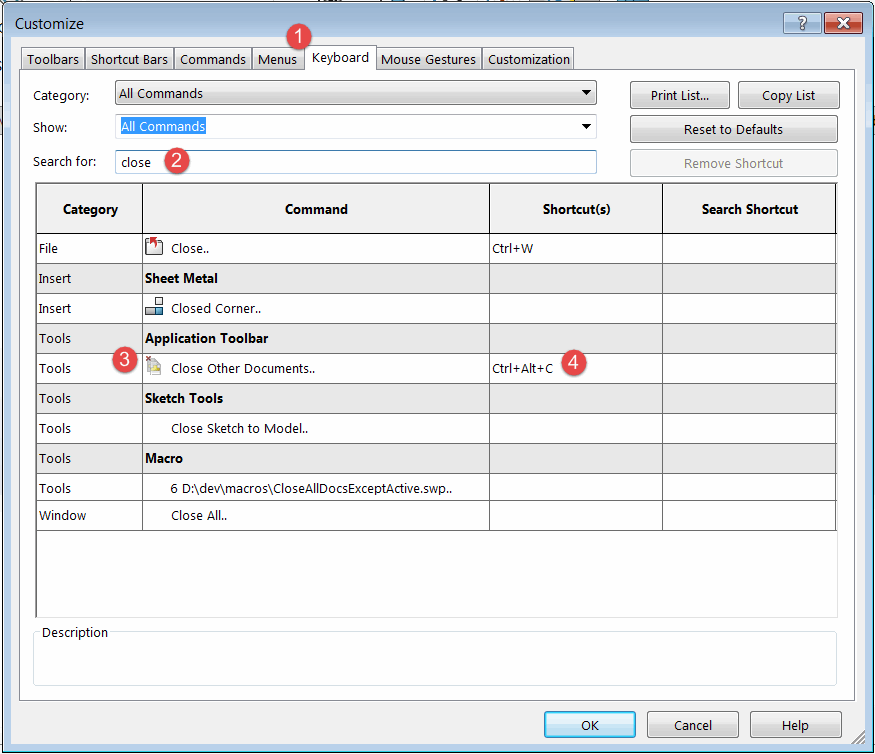 Customize
1
Toolbars Shortcut Bars Commands Menus Keyboard Mouse Gestures Customization
Category: All Commands Print List... Copy List
Show: All Commands Reset to Defaults
Search for: close 2 Remove Shortcut
Category Command Shortcut(s) Search Shortcut
File Close.. Ctrl+W
Insert Sheet Metal
Insert Closed Corner..
Tools Application Toolbar
Tools 3 Close Other Documents.. Ctrl+Alt+C 4
Tools Sketch Tools
Tools Close Sketch to Model..
Tools Macro
Tools 6 D:\dev\macros\CloseAllDocsExceptActive.swp..
Window Close All..
Description
OK Cancel Help